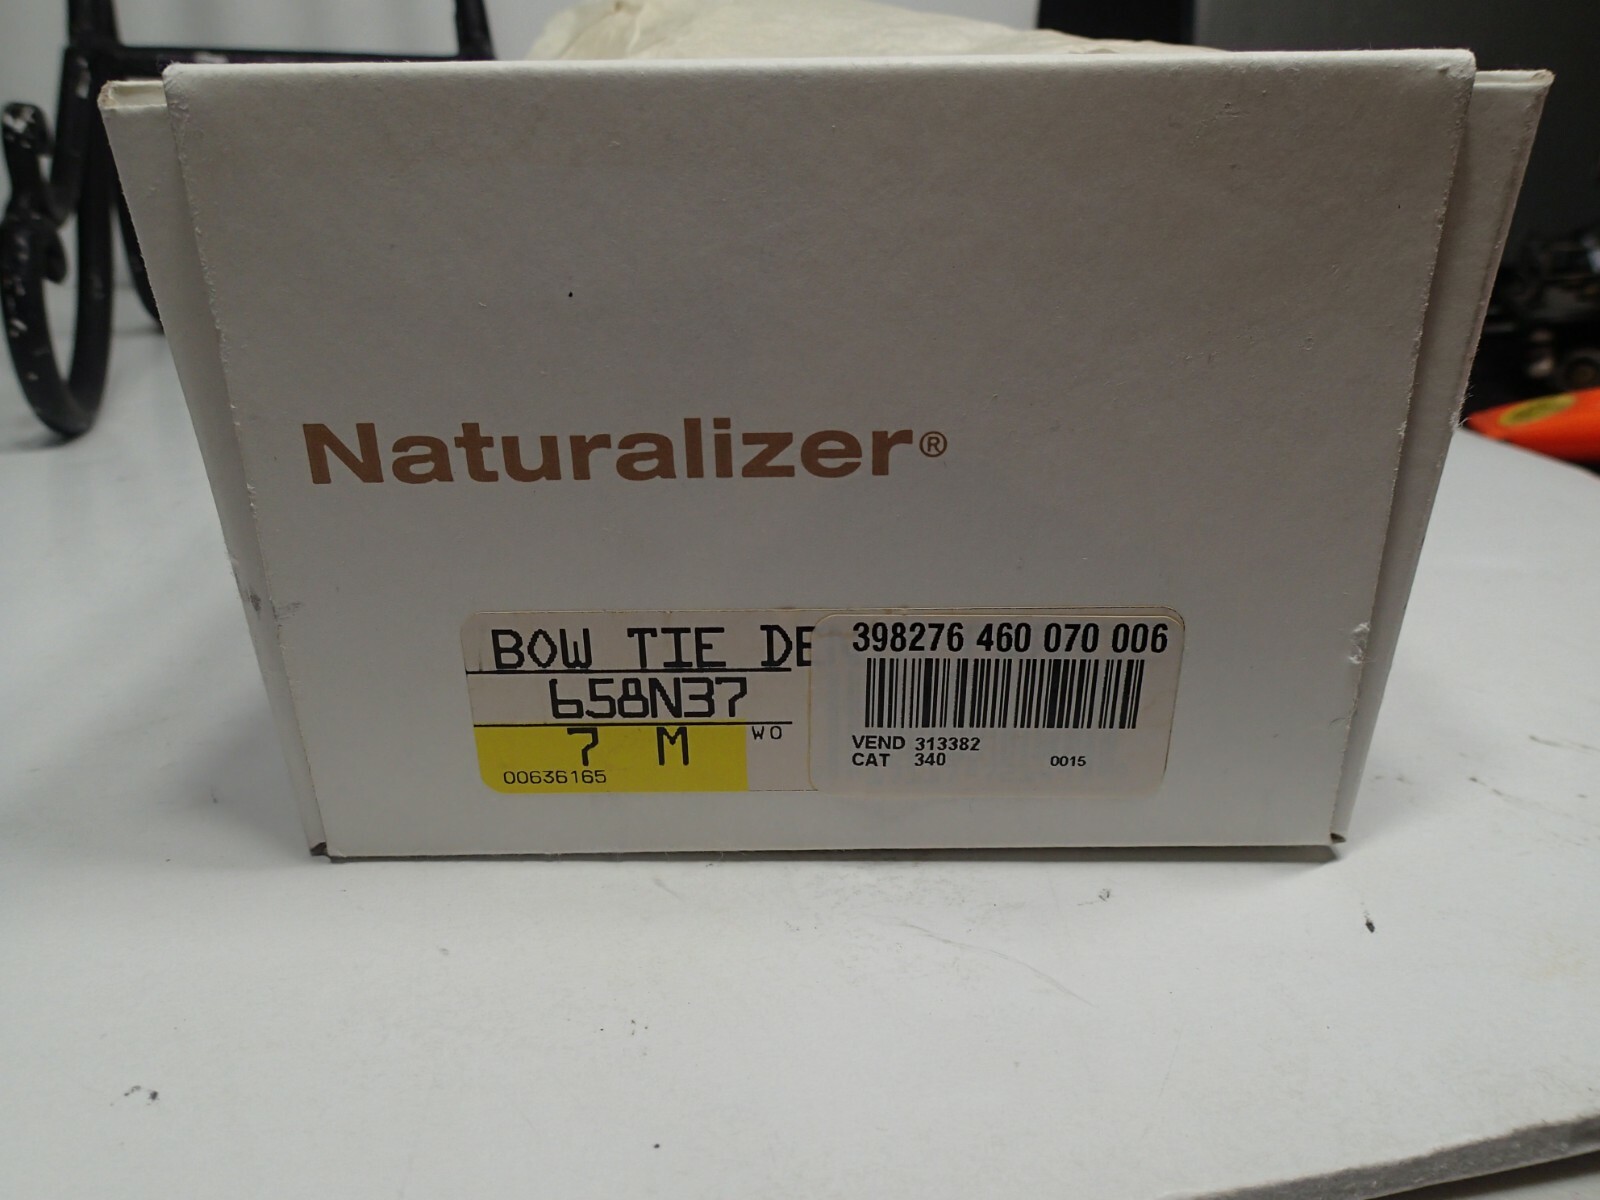 Naturalizer®
BOW TIE DE
658N37
7 M
WO
00636165
398276 460 070 006
VEND 313382
CAT 340
0015